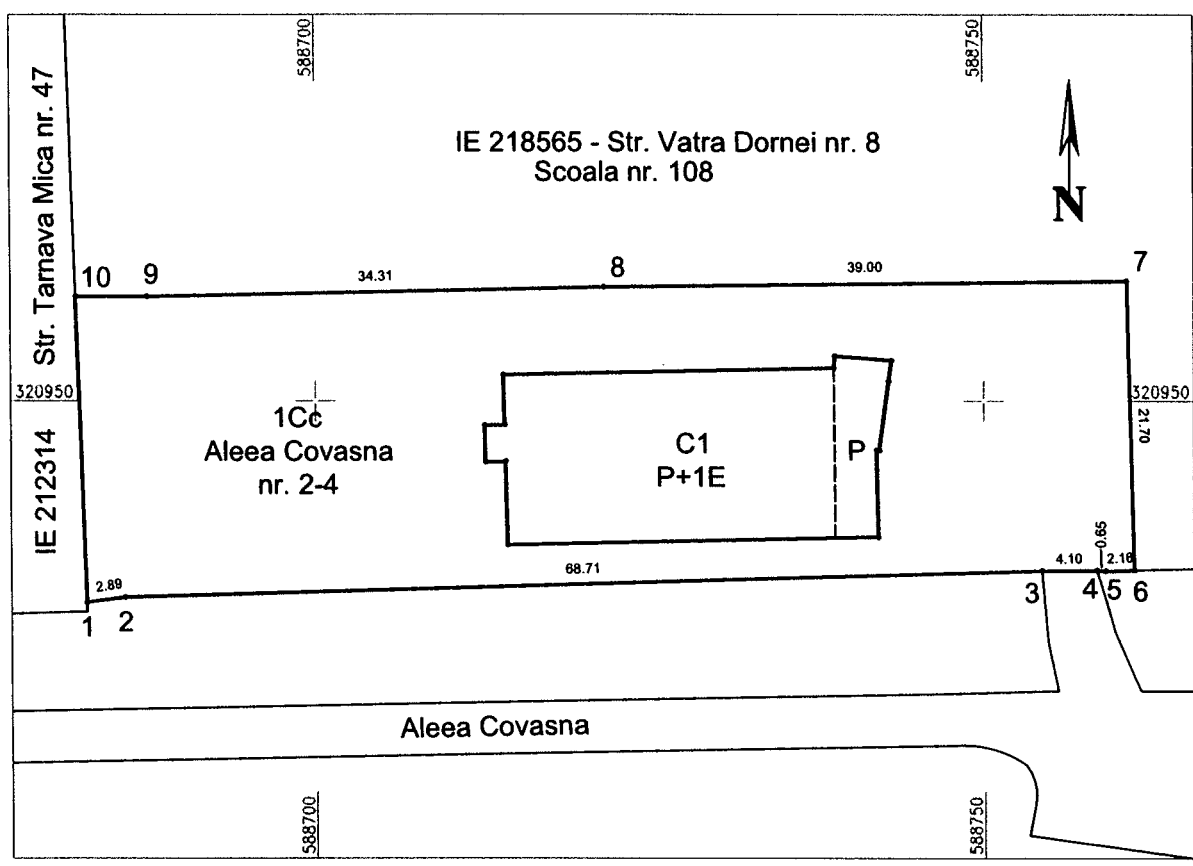 588700
588750
Str. Tarnava Mica nr. 47
IE 218565 - Str. Vatra Dornei nr. 8
Scoala nr. 108
N
10
9
34.31
8
39.00
7
320950
320950
1Cc
Aleea Covasna
nr. 2-4
C1
P+1E
P
21.70
IE 212314
2.89
68.71
4.10
0.65
2.18
1
2
3
4
5
6
Aleea Covasna
588700
588750